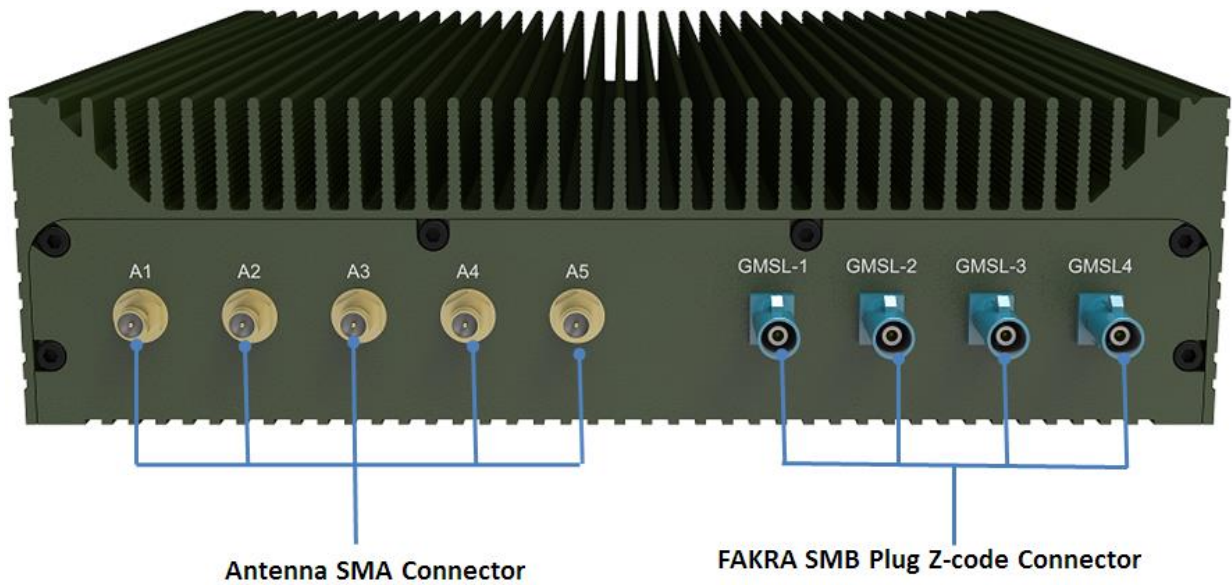 A1 A2 A3 A4 A5 GMSL-1 GMSL-2 GMSL-3 GMSL4
Antenna SMA Connector
FAKRA SMB Plug Z-code Connector